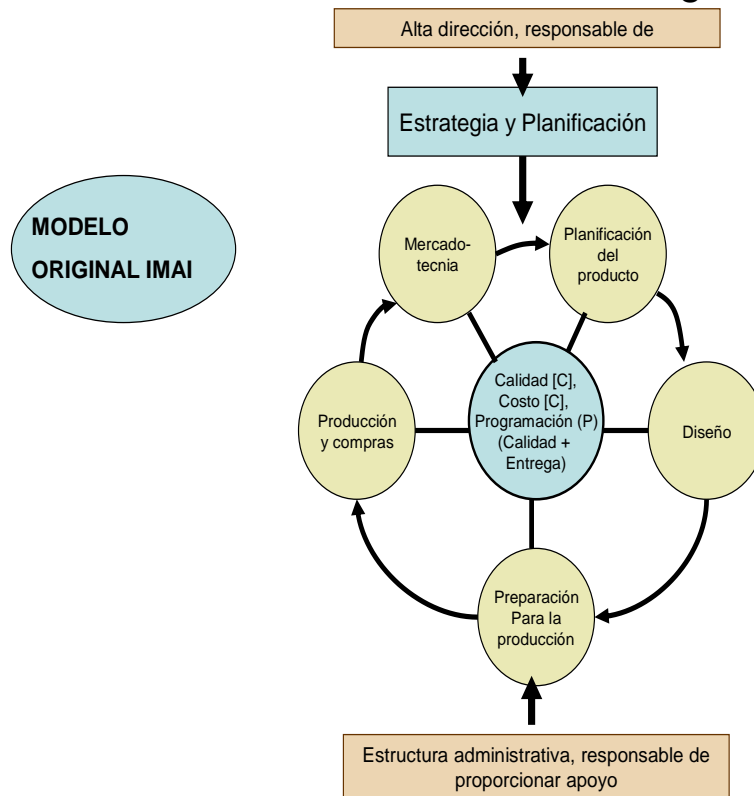 Alta dirección, responsable de
Estrategia y Planificación
MODELO
ORIGINAL IMAI
Mercado-
tecnia
Planificación
del
producto
Calidad [C],
Costo [C],
Programación (P)
(Calidad +
Entrega)
Producción
y compras
Diseño
Preparación
Para la
producción
Estructura administrativa, responsable de
proporcionar apoyo